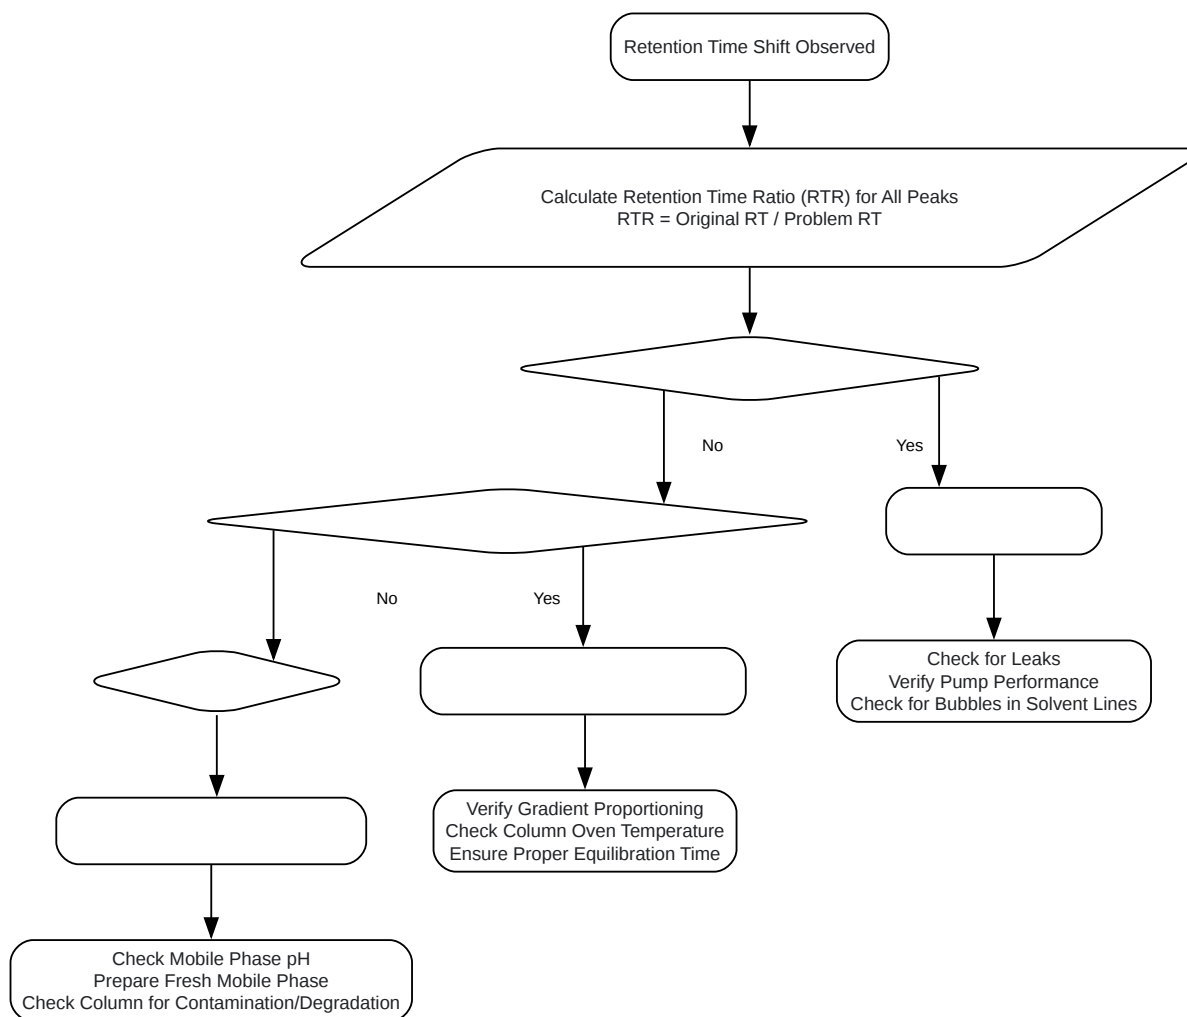 Retention Time Shift Observed
Calculate Retention Time Ratio (RTR) for All Peaks
RTR = Original RT / Problem RT
No
Yes
No
Yes
Check for Leaks
Verify Pump Performance
Check for Bubbles in Solvent Lines
Verify Gradient Proportioning
Check Column Oven Temperature
Ensure Proper Equilibration Time
Check Mobile Phase pH
Prepare Fresh Mobile Phase
Check Column for Contamination/Degradation